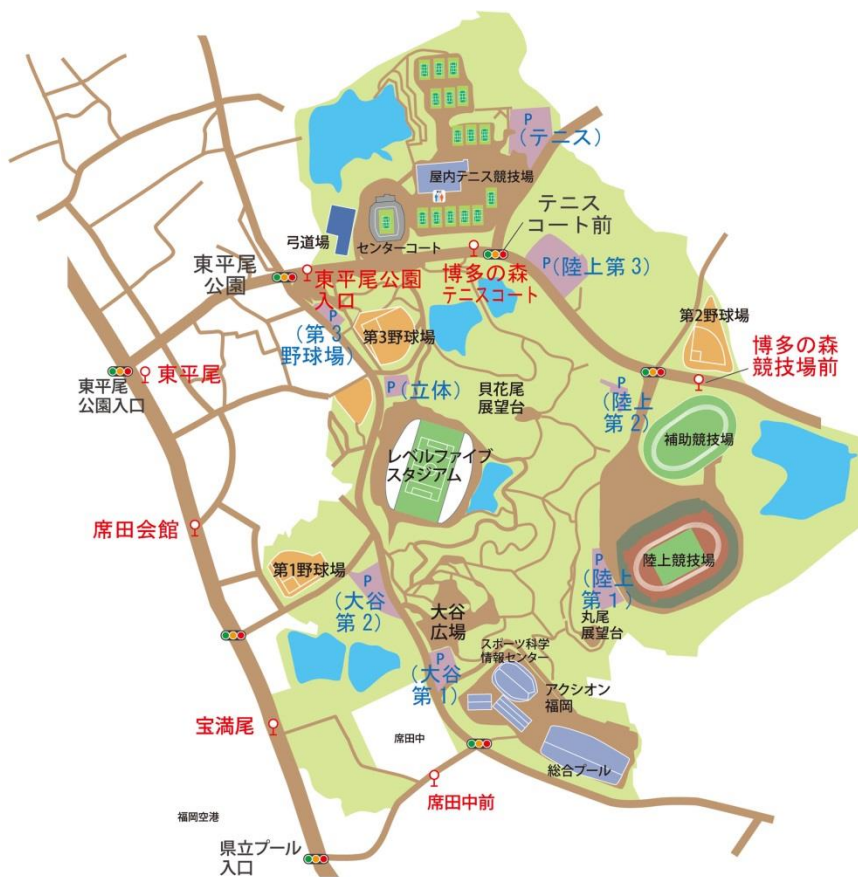 P
(テニス)
屋内テニス競技場
テニス
コート前
弓道場
センターコート
東平尾
公園
東平尾公園
入口
博多の森
テニスコート
P(陸上第3)
第2野球場
P
(第3
野球場)
第3野球場
博多の森
競技場前
東平尾
東平尾
公園入口
P(立体)
貝花尾
展望台
P
(陸上
第2)
補助競技場
レベルファイブ
スタジアム
席田会館
第1野球場
P
(大谷
第2)
陸上競技場
P
(陸上
第1)
大谷
広場
丸尾
展望台
スポーツ科学
情報センター
P
(大谷
第1)
アクシオン
福岡
宝満尾
席田中
総合プール
席田中前
福岡空港
県立プール
入口